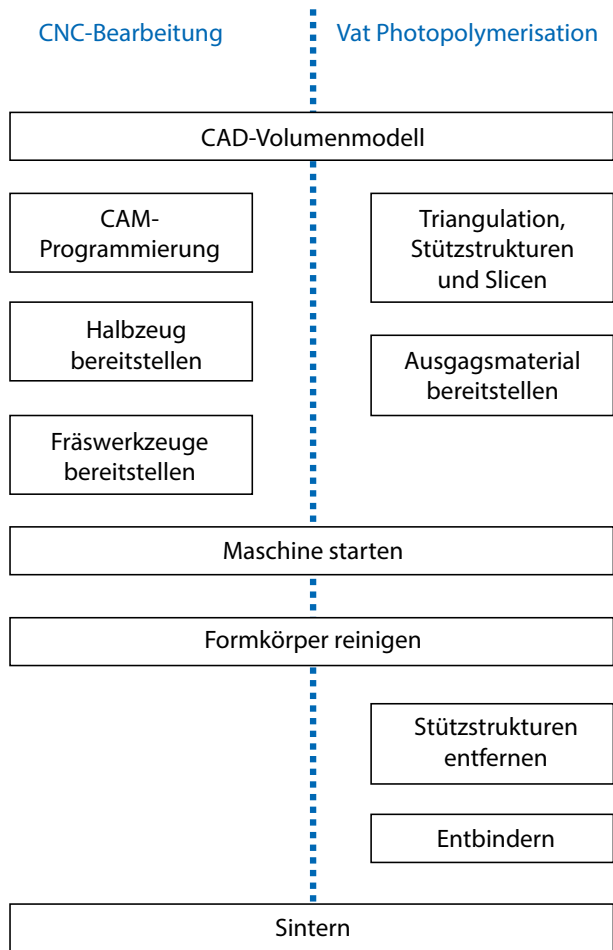 CNC-Bearbeitung
Vat Photopolymerisation
CAD-Volumenmodell
CAM-
Programmierung
Triangulation,
Stützstrukturen
und Slicen
Halbzeug
bereitstellen
Ausgagsmaterial
bereitstellen
Fräswerkzeuge
bereitstellen
Maschine starten
Formkörper reinigen
Stützstrukturen
entfernen
Entbindern
Sintern